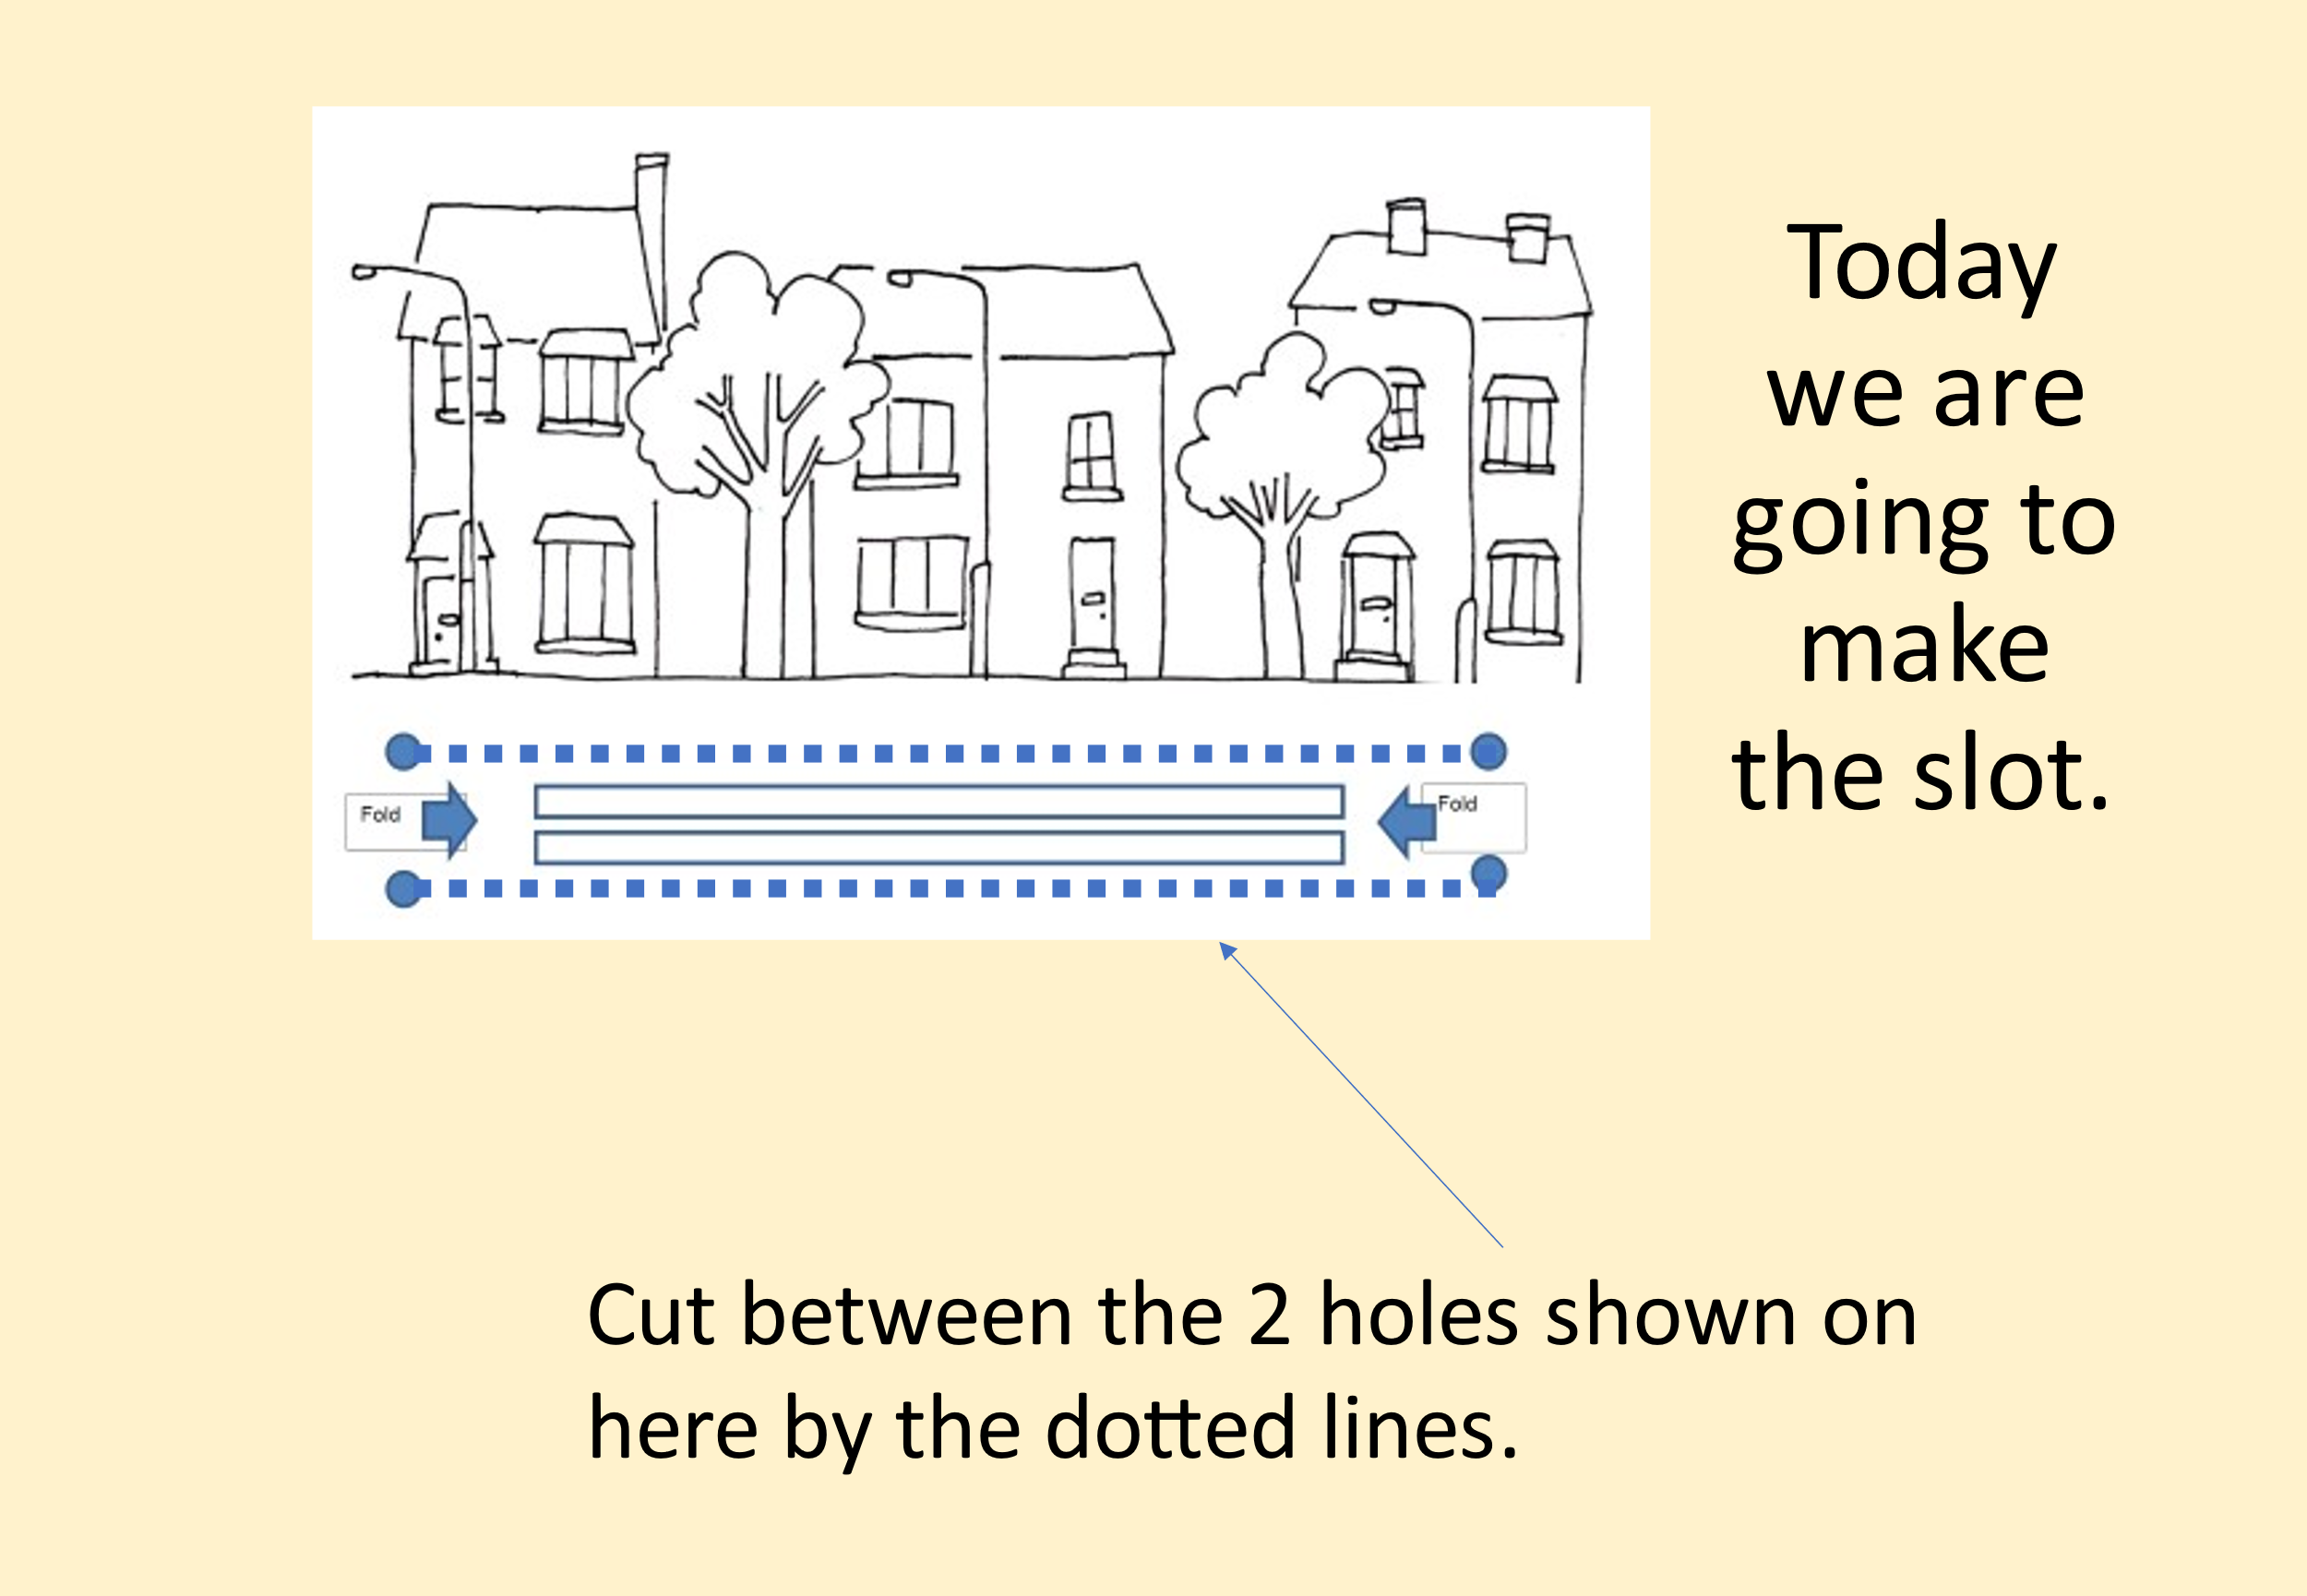 Today
we are
going to
make
the slot.
Fold
Fold
Cut between the 2 holes shown on
here by the dotted lines.